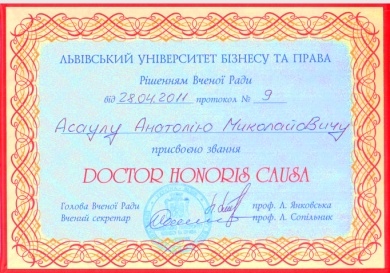 ЛЬВІВСЬКИЙ УНІВЕРСИТЕТ БІЗНЕСУ ТА ПРАВА
Рішенням Вченої Ради
від 28.04.2011 протокол № 9
Асаулу Анатолію Миколайовичу
присвоєно звання
DOCTOR HONORIS CAUSA
Голова Вченої Ради проф. Л. Янковська
Вчений секретар проф. Л. Сопільник